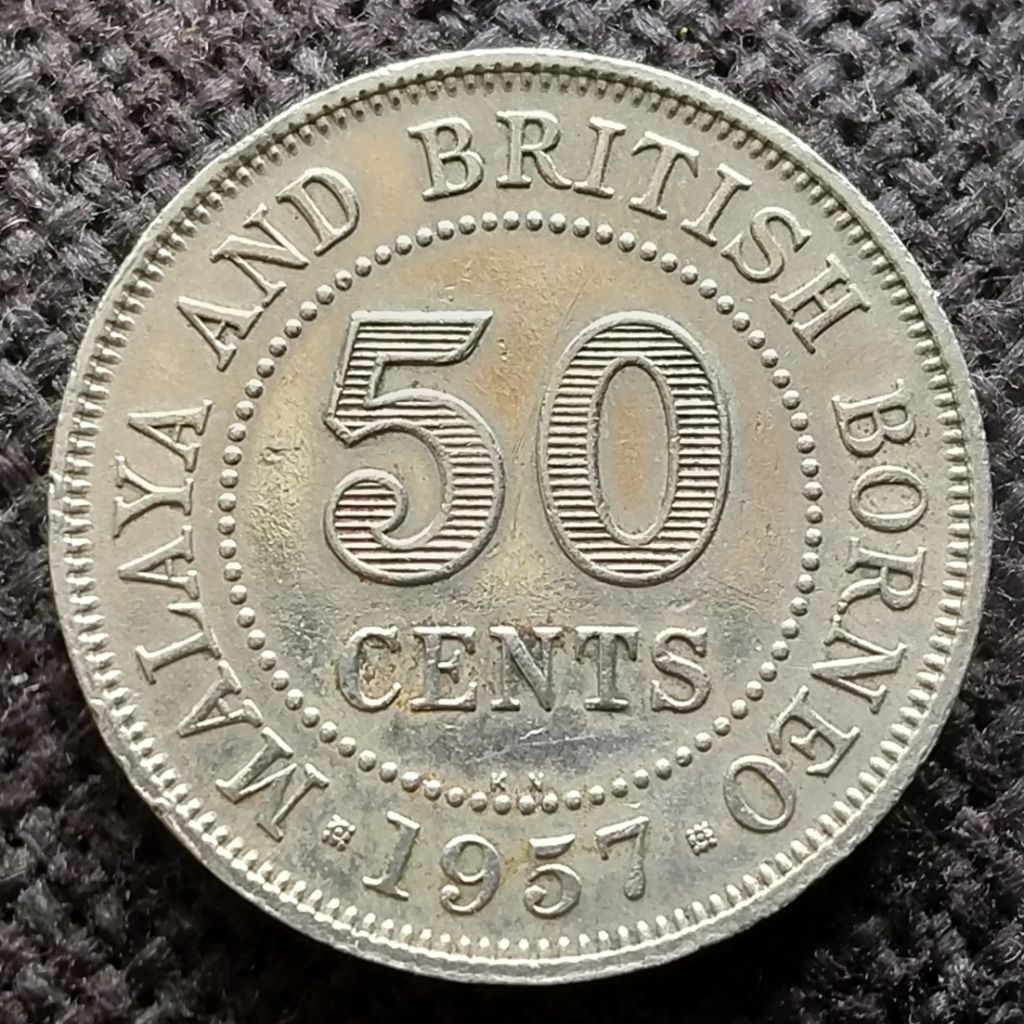 MALAYA AND BRITISH BORNEO
50
CENTS
KN
1957